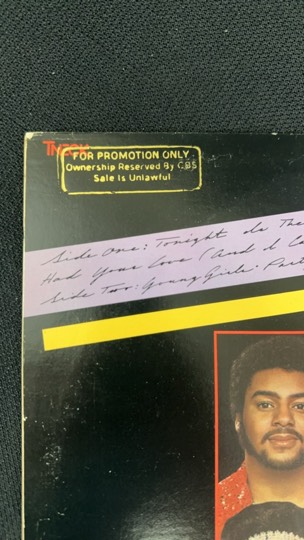 T-NECK
FOR PROMOTION ONLY
Ownership Reserved By CBS
Sale Is Unlawful
Side One: Tonight Is The
Had Your Love (And I C
Side Two: Young Girls · Part